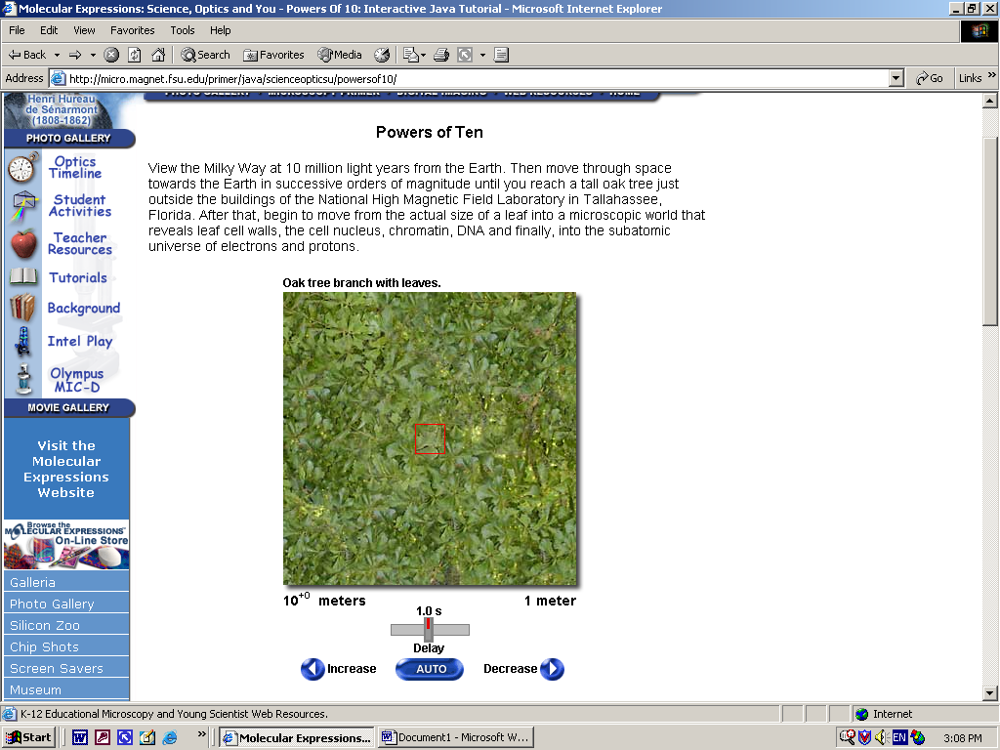 Molecular Expressions: Science, Optics and You - Powers Of 10: Interactive Java Tutorial - Microsoft Internet Explorer
File Edit View Favorites Tools Help
Back Search Favorites Media
Address http://micro.magnet.fsu.edu/primer/java/scienceopticsu/powersof10/ Go Links »
Henri Hureau
de Sénarmont
(1808-1862)
PHOTO GALLERY MICROSCOPY PRIMER DIGITAL IMAGING WEB RESOURCES HOME
PHOTO GALLERY
Optics
Timeline
Student
Activities
Teacher
Resources
Tutorials
Background
Intel Play
Olympus
MIC-D
MOVIE GALLERY
Visit the
Molecular
Expressions
Website
Browse the
MOLECULAR EXPRESSIONS™
On-Line Store
Galleria
Photo Gallery
Silicon Zoo
Chip Shots
Screen Savers
Museum
Powers of Ten
View the Milky Way at 10 million light years from the Earth. Then move through space
towards the Earth in successive orders of magnitude until you reach a tall oak tree just
outside the buildings of the National High Magnetic Field Laboratory in Tallahassee,
Florida. After that, begin to move from the actual size of a leaf into a microscopic world that
reveals leaf cell walls, the cell nucleus, chromatin, DNA and finally, into the subatomic
universe of electrons and protons.
Oak tree branch with leaves.
10+0 meters 1 meter
1.0 s
Delay
Increase AUTO Decrease
K-12 Educational Microscopy and Young Scientist Web Resources. Internet
Start » Molecular Expressions... Document1 - Microsoft W... EN 3:08 PM